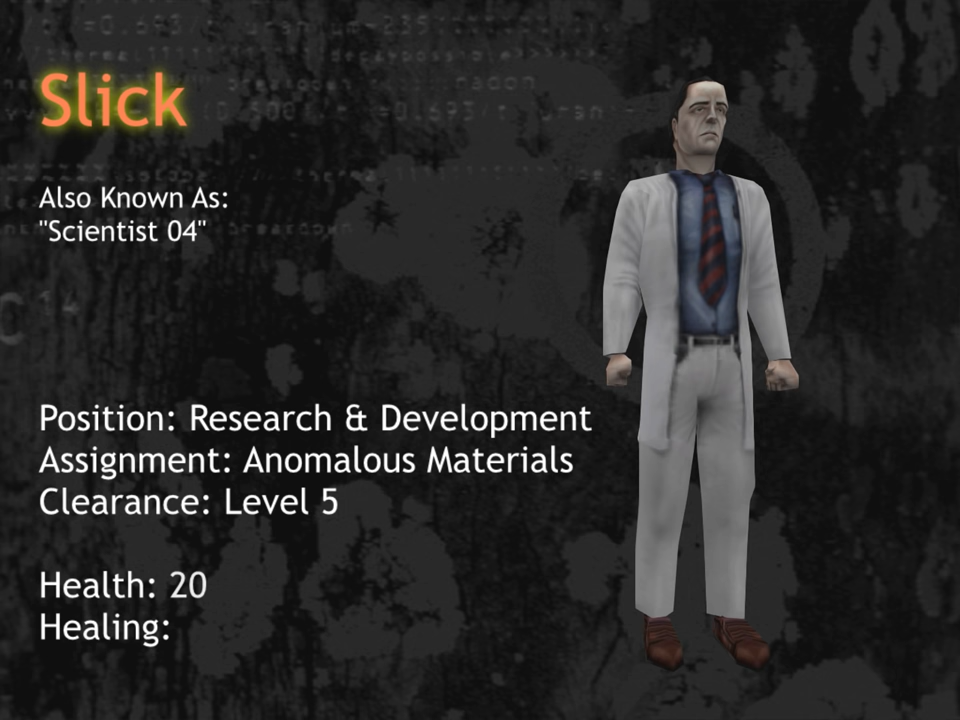 Slick
Also Known As:
"Scientist 04"
Position: Research & Development
Assignment: Anomalous Materials
Clearance: Level 5
Health: 20
Healing: